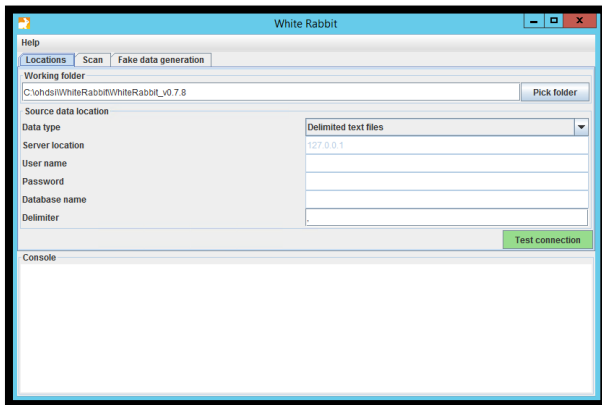 White Rabbit
Help
Locations Scan Fake data generation
Working folder
C:\ohdsi\WhiteRabbit\WhiteRabbit_v0.7.8 Pick folder
Source data location
Data type Delimited text files
Server location 127.0.0.1
User name
Password
Database name
Delimiter ,
Test connection
Console